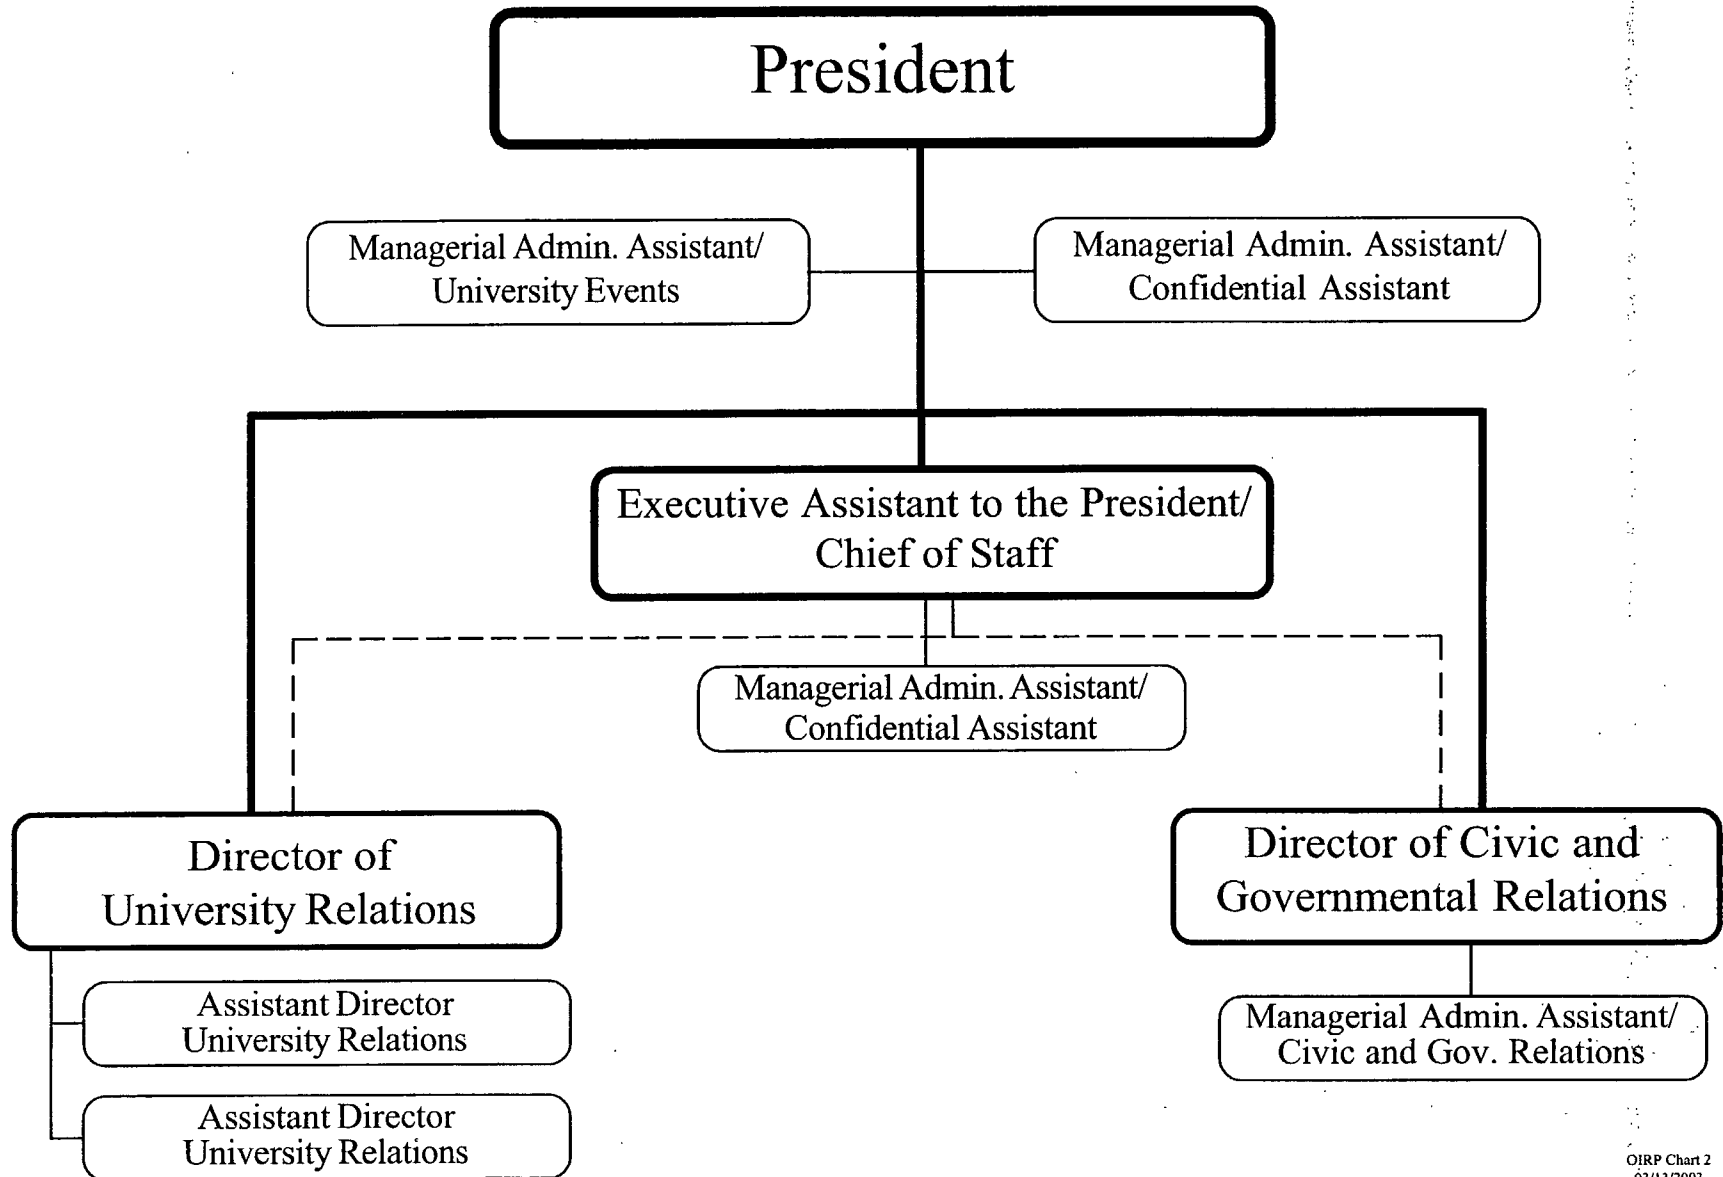 President
Managerial Admin. Assistant/
University Events
Managerial Admin. Assistant/
Confidential Assistant
Executive Assistant to the President/
Chief of Staff
Managerial Admin. Assistant/
Confidential Assistant
Director of
University Relations
Director of Civic and
Governmental Relations
Assistant Director
University Relations
Managerial Admin. Assistant/
Civic and Gov. Relations
Assistant Director
University Relations
OIRP Chart 2